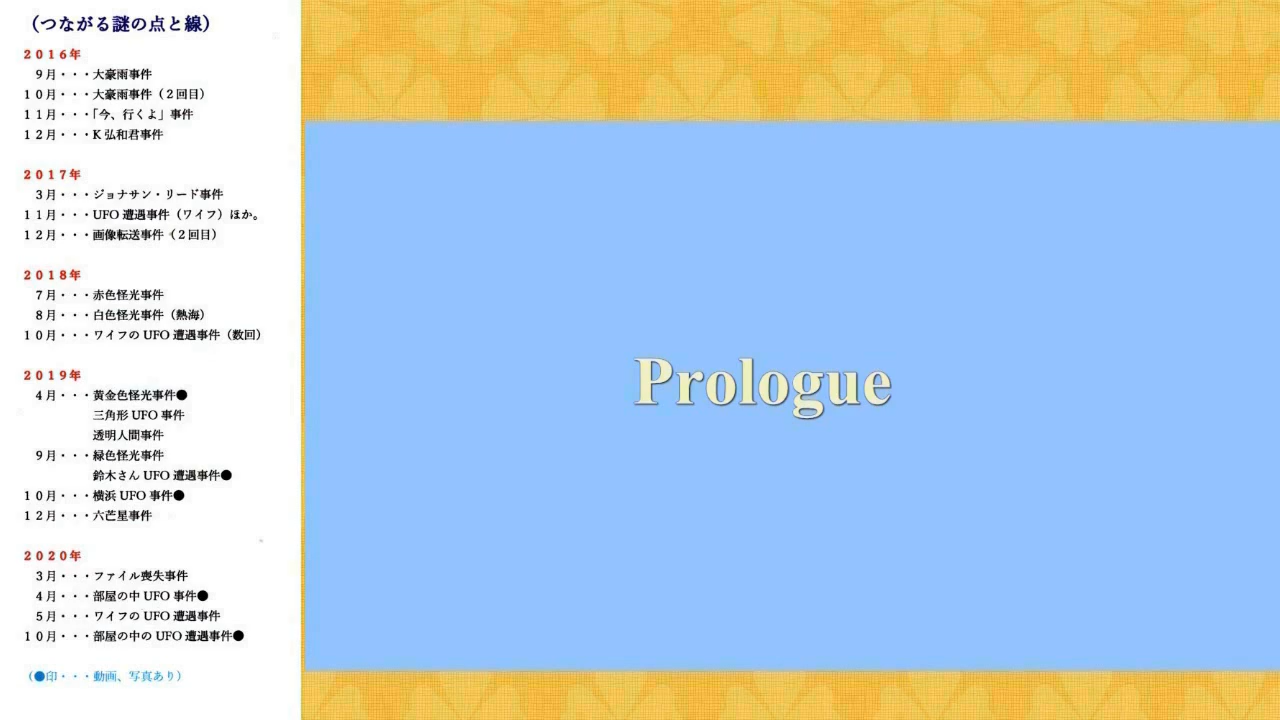 （つながる謎の点と線）
２０１６年
９月・・・大豪雨事件
１０月・・・大豪雨事件（２回目）
１１月・・・「今、行くよ」事件
１２月・・・K 弘和君事件
２０１７年
３月・・・ジョナサン・リード事件
１１月・・・UFO 遭遇事件（ワイフ）ほか。
１２月・・・画像転送事件（２回目）
２０１８年
７月・・・赤色怪光事件
８月・・・白色怪光事件（熱海）
１０月・・・ワイフの UFO 遭遇事件（数回）
２０１９年
４月・・・黄金色怪光事件●
三角形 UFO 事件
透明人間事件
９月・・・緑色怪光事件
鈴木さん UFO 遭遇事件●
１０月・・・横浜 UFO 事件●
１２月・・・六芒星事件
２０２０年
３月・・・ファイル喪失事件
４月・・・部屋の中 UFO 事件●
５月・・・ワイフの UFO 遭遇事件
１０月・・・部屋の中の UFO 遭遇事件●
（●印・・・動画、写真あり）
Prologue